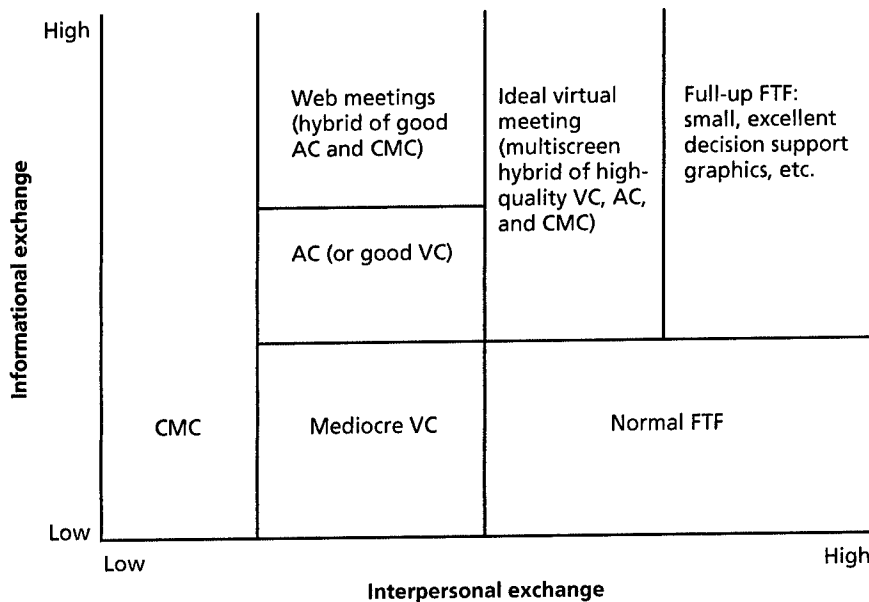 High
Web meetings
(hybrid of good
AC and CMC)
Ideal virtual
meeting
(multiscreen
hybrid of high-
quality VC, AC,
and CMC)
Full-up FTF:
small, excellent
decision support
graphics, etc.
AC (or good VC)
Informational exchange
CMC
Mediocre VC
Normal FTF
Low
Low
High
Interpersonal exchange